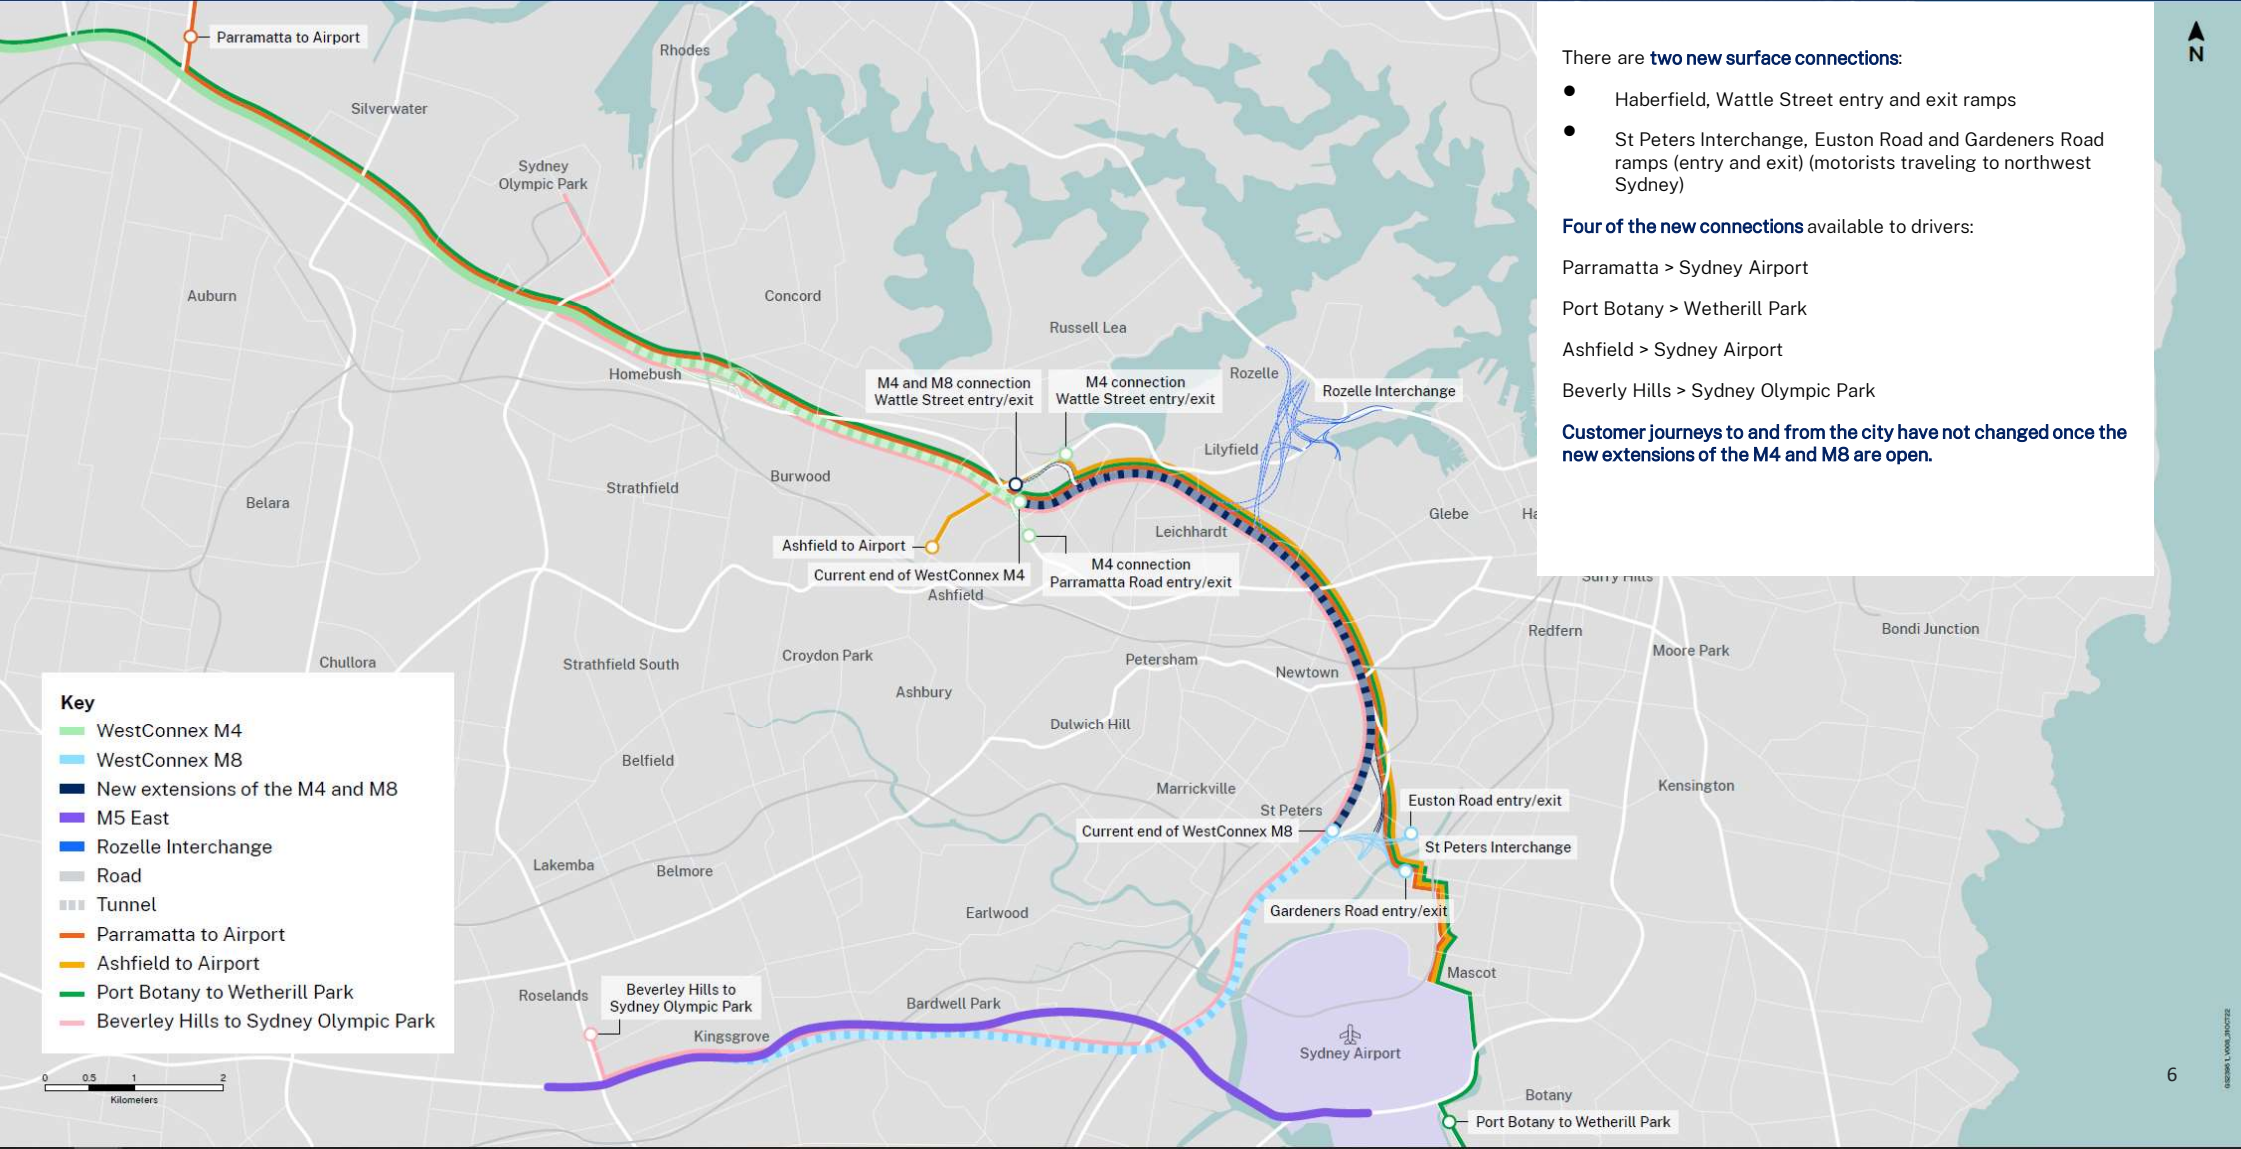 Parramatta to Airport
Rhodes
Silverwater
Sydney
Olympic Park
Auburn
Concord
Russell Lea
Homebush
M4 and M8 connection
Wattle Street entry/exit
M4 connection
Wattle Street entry/exit
Rozelle
Rozelle Interchange
Lilyfield
Burwood
Strathfield
Belara
Glebe
Ha
Leichhardt
Ashfield to Airport
Current end of WestConnex M4
M4 connection
Parramatta Road entry/exit
Ashfield
Surry Hills
Redfern
Bondi Junction
Moore Park
Chullora
Strathfield South
Croydon Park
Petersham
Newtown
Ashbury
Dulwich Hill
Belfield
Marrickville
Kensington
St Peters
Euston Road entry/exit
Current end of WestConnex M8
St Peters Interchange
Lakemba
Belmore
Earlwood
Gardeners Road entry/exit
Mascot
Roselands
Beverley Hills to
Sydney Olympic Park
Bardwell Park
Kingsgrove
Sydney Airport
Botany
Port Botany to Wetherill Park
There are two new surface connections:
• Haberfield, Wattle Street entry and exit ramps
• St Peters Interchange, Euston Road and Gardeners Road
ramps (entry and exit) (motorists traveling to northwest
Sydney)
Four of the new connections available to drivers:
Parramatta > Sydney Airport
Port Botany > Wetherill Park
Ashfield > Sydney Airport
Beverly Hills > Sydney Olympic Park
Customer journeys to and from the city have not changed once the
new extensions of the M4 and M8 are open.
N
Key
WestConnex M4
WestConnex M8
New extensions of the M4 and M8
M5 East
Rozelle Interchange
Road
Tunnel
Parramatta to Airport
Ashfield to Airport
Port Botany to Wetherill Park
Beverley Hills to Sydney Olympic Park
0 0.5 1 2
Kilometers
6